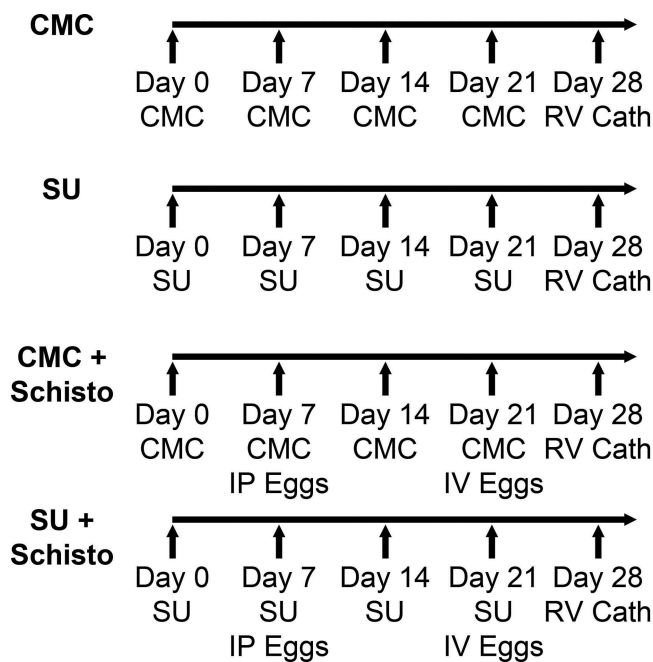 CMC
Day 0 Day 7 Day 14 Day 21 Day 28
CMC CMC CMC CMC RV Cath
SU
Day 0 Day 7 Day 14 Day 21 Day 28
SU SU SU SU RV Cath
CMC +
Schisto
Day 0 Day 7 Day 14 Day 21 Day 28
CMC CMC CMC CMC RV Cath
IP Eggs IV Eggs
SU +
Schisto
Day 0 Day 7 Day 14 Day 21 Day 28
SU SU SU SU RV Cath
IP Eggs IV Eggs